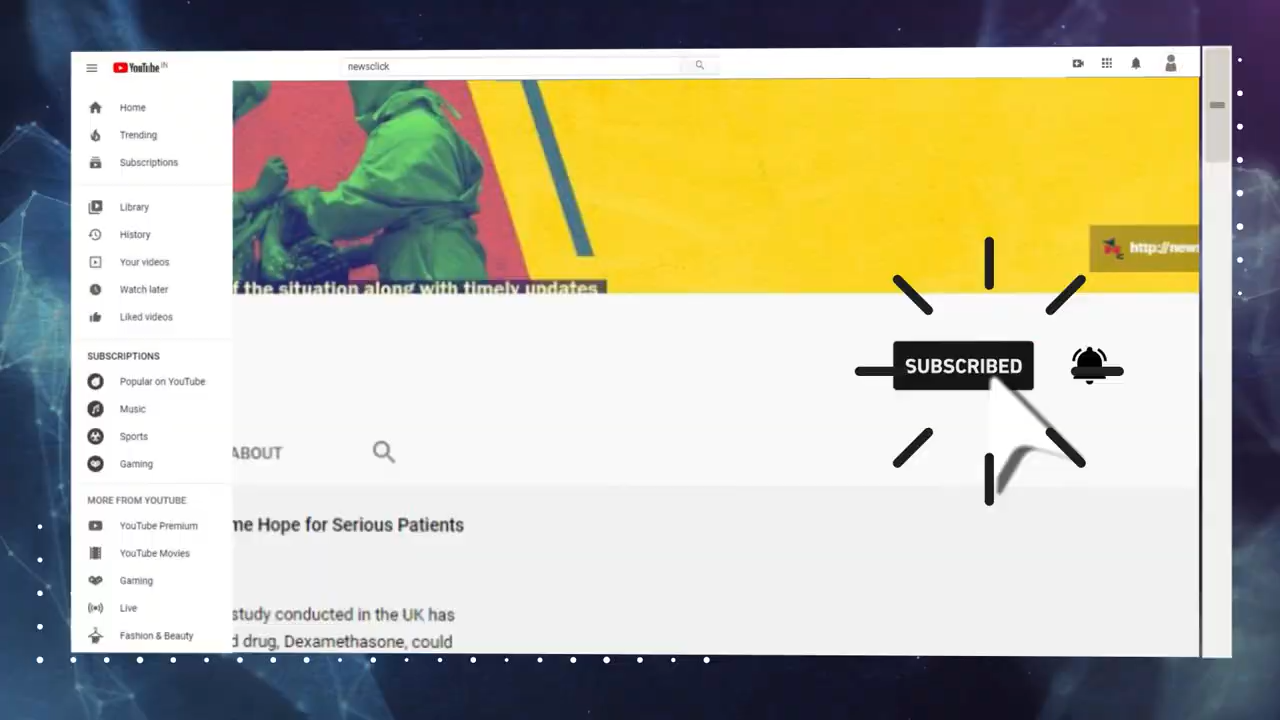 YouTube IN
newsclick
Home
Trending
Subscriptions
Library
History
Your videos
Watch later
Liked videos
SUBSCRIPTIONS
Popular on YouTube
Music
Sports
Gaming
MORE FROM YOUTUBE
YouTube Premium
YouTube Movies
Gaming
Live
Fashion & Beauty
http://news
f the situation along with timely updates
SUBSCRIBED
ABOUT
me Hope for Serious Patients
study conducted in the UK has
d drug, Dexamethasone, could